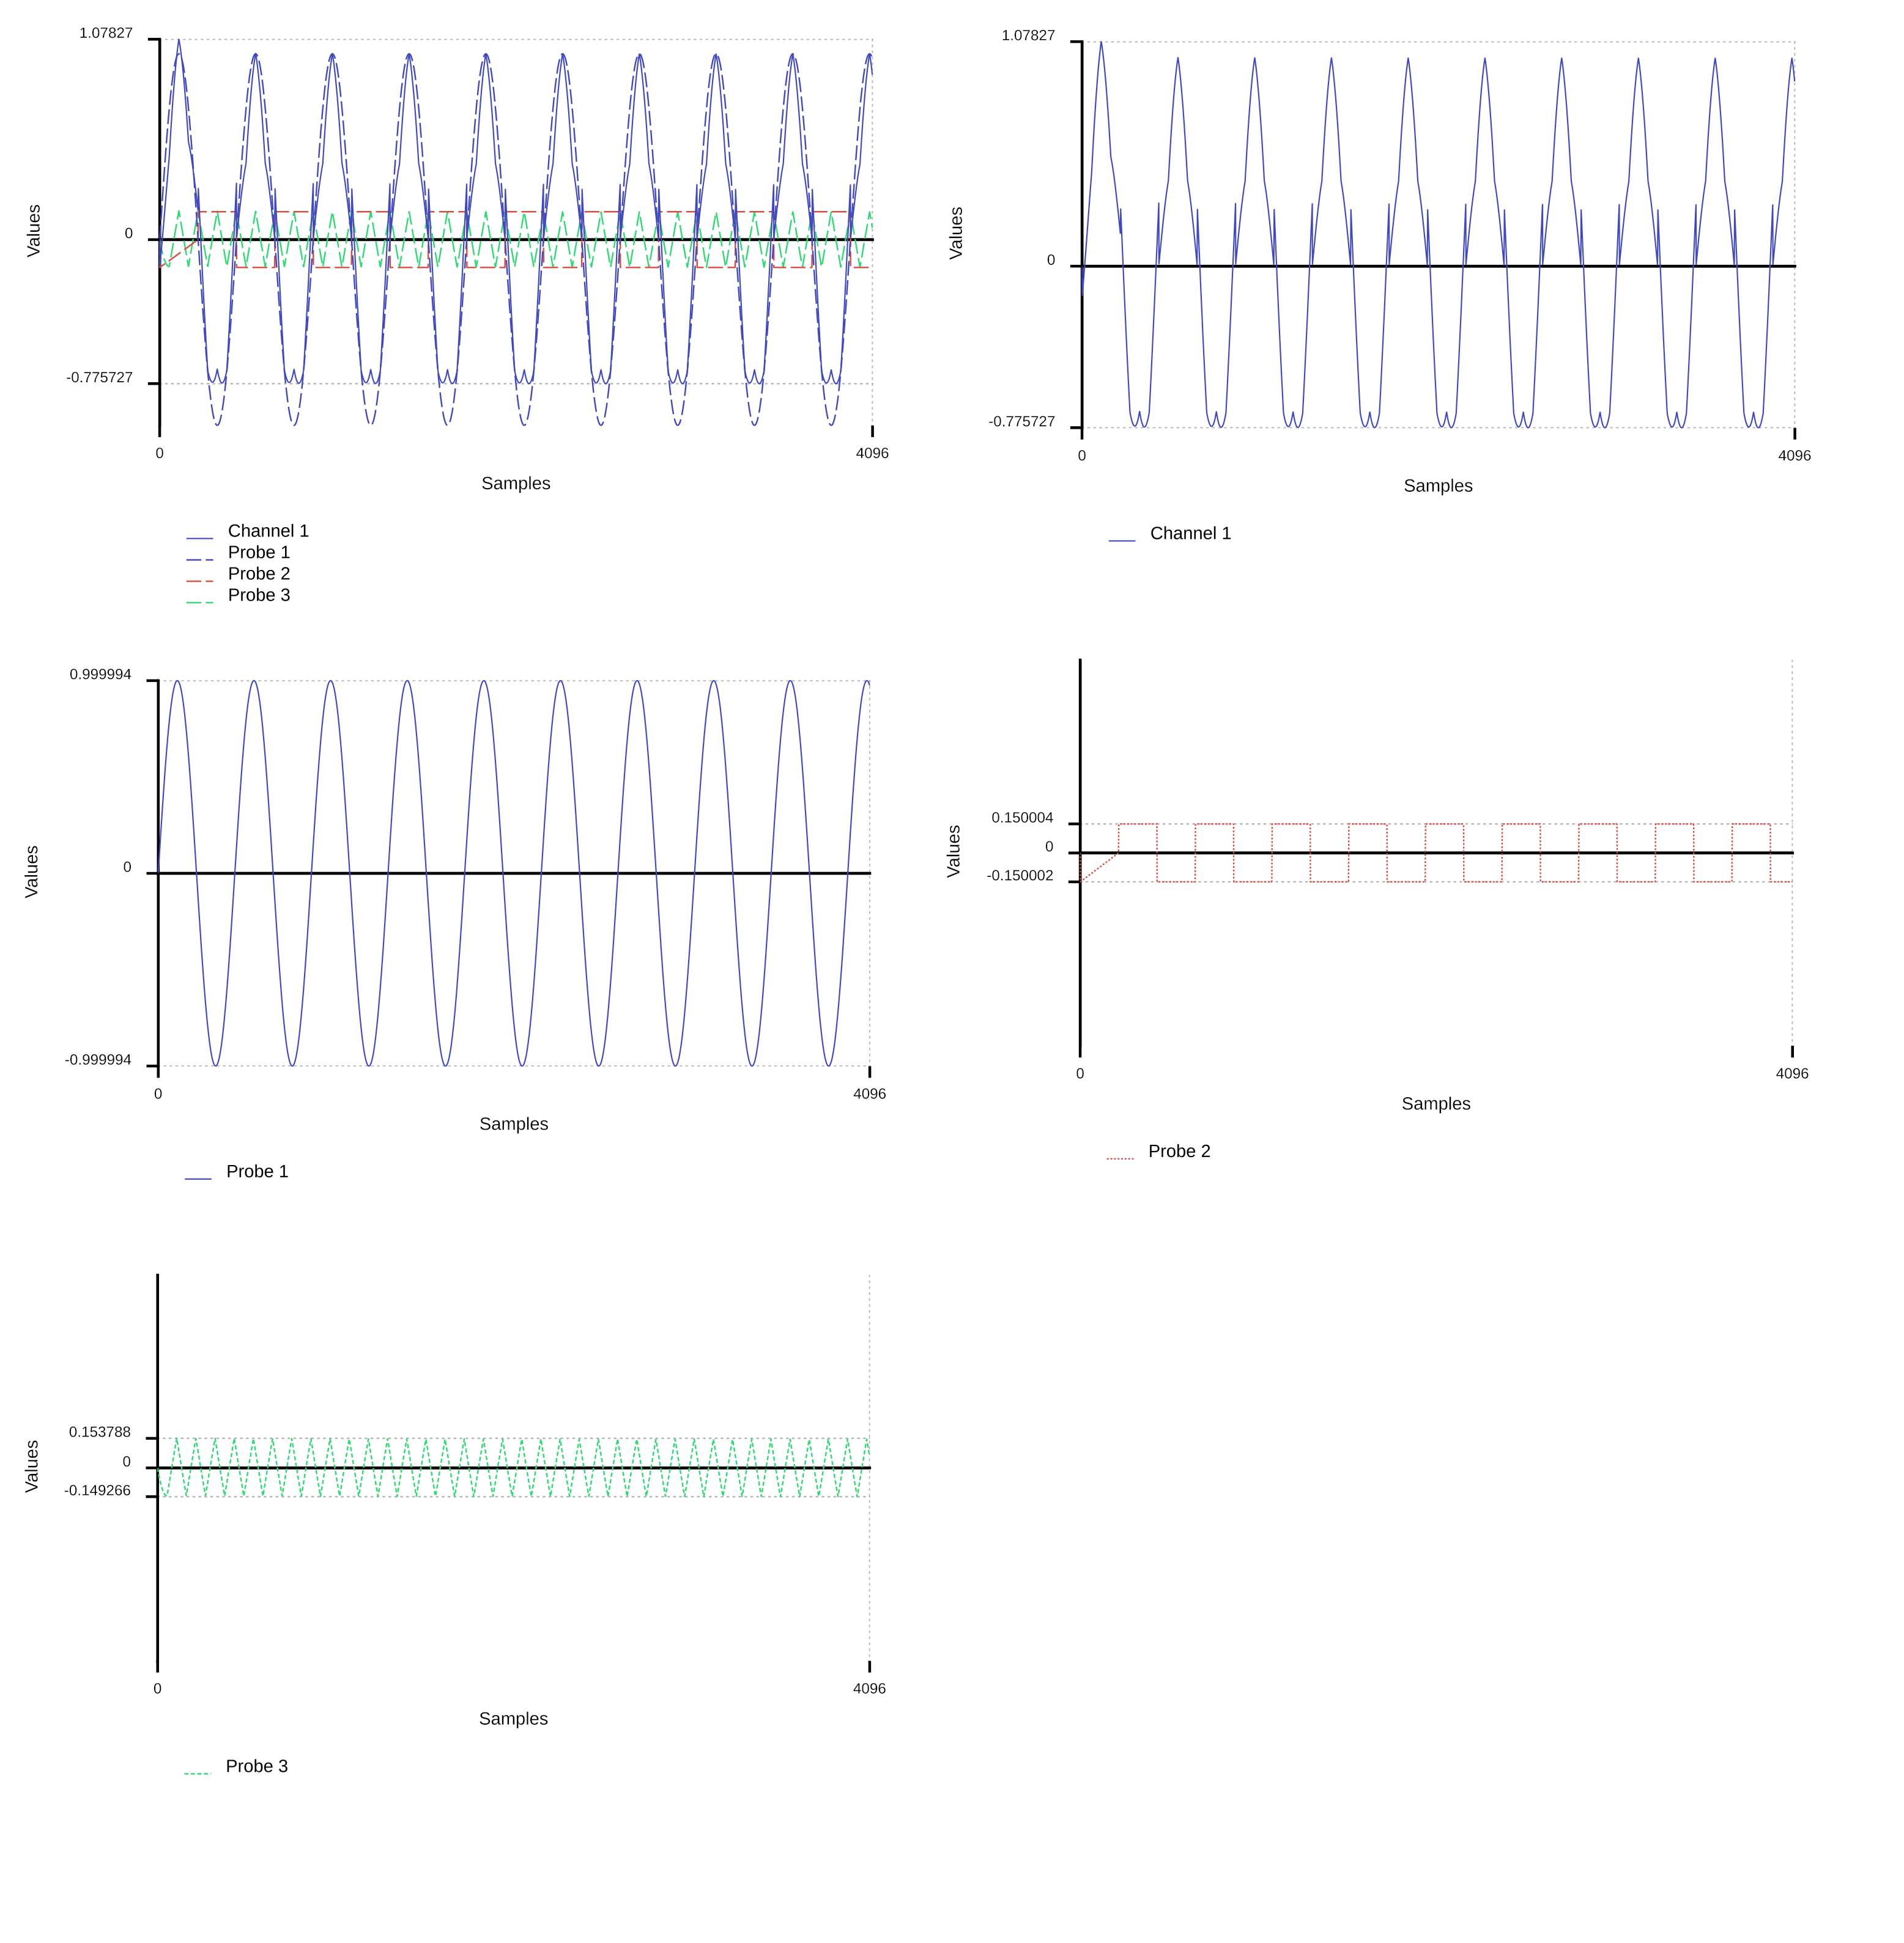 1.07827
Values
0
-0.775727
0
4096
Samples
Channel 1
Probe 1
Probe 2
Probe 3
1.07827
Values
0
-0.775727
0
4096
Samples
Channel 1
0.999994
Values
0
-0.999994
0
4096
Samples
Probe 1
0.150004
Values
0
-0.150002
0
4096
Samples
Probe 2
0.153788
Values
0
-0.149266
0
4096
Samples
Probe 3